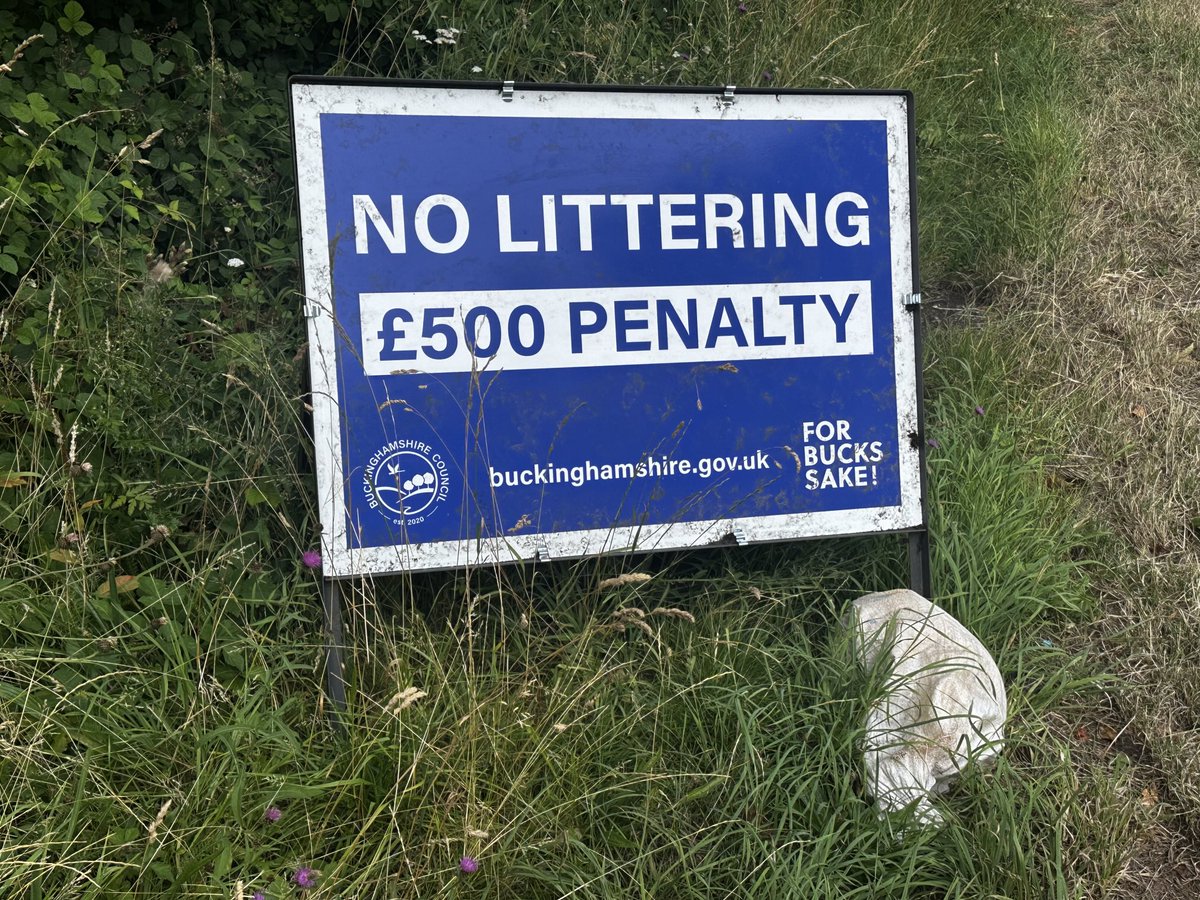 NO LITTERING
£500 PENALTY
BUCKINGHAMSHIRE COUNCIL
est. 2020
buckinghamshire.gov.uk
FOR
BUCKS
SAKE!